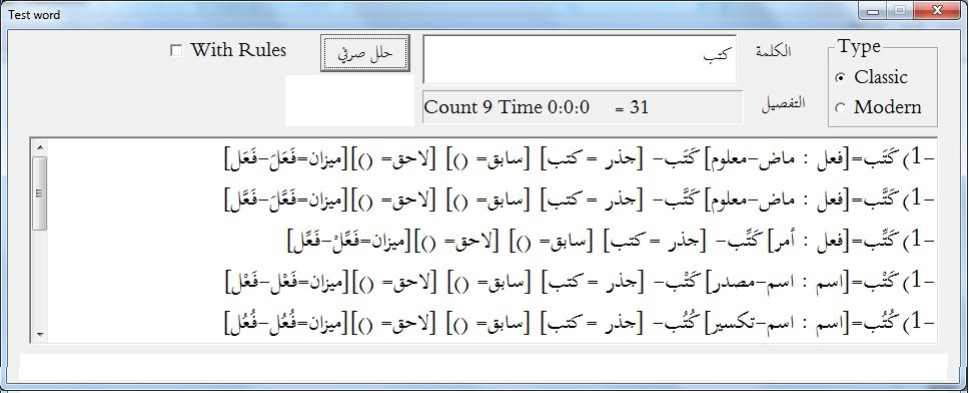 Test word
With Rules
حلل صرفي
كتب
الكلمة
Type
Classic
Count 9 Time 0:0:0 = 31
التفصيل
Modern
-1) كَتَب=[فعل : ماض-معلوم] كَتَب- [جذر = كتب] [سابق= ()] [لاحق= ()][ميزان=فَعَلَ-فَعَل]
-1) كَتَّب=[فعل : ماض-معلوم] كَتَّب- [جذر = كتب] [سابق= ()] [لاحق= ()][ميزان=فَعَّلَ-فَعَّل]
-1) كَتِّب=[فعل : أمر] كَتِّب- [جذر = كتب] [سابق= ()] [لاحق= ()][ميزان=فَعِّلْ-فَعِّل]
-1) كَتْب=[اسم : اسم-مصدر] كَتْب- [جذر = كتب] [سابق= ()] [لاحق= ()][ميزان=فَعْل-فَعْل]
-1) كُتُب=[اسم : اسم-تكسير] كُتُب- [جذر = كتب] [سابق= ()] [لاحق= ()][ميزان=فُعُل-فُعُل]